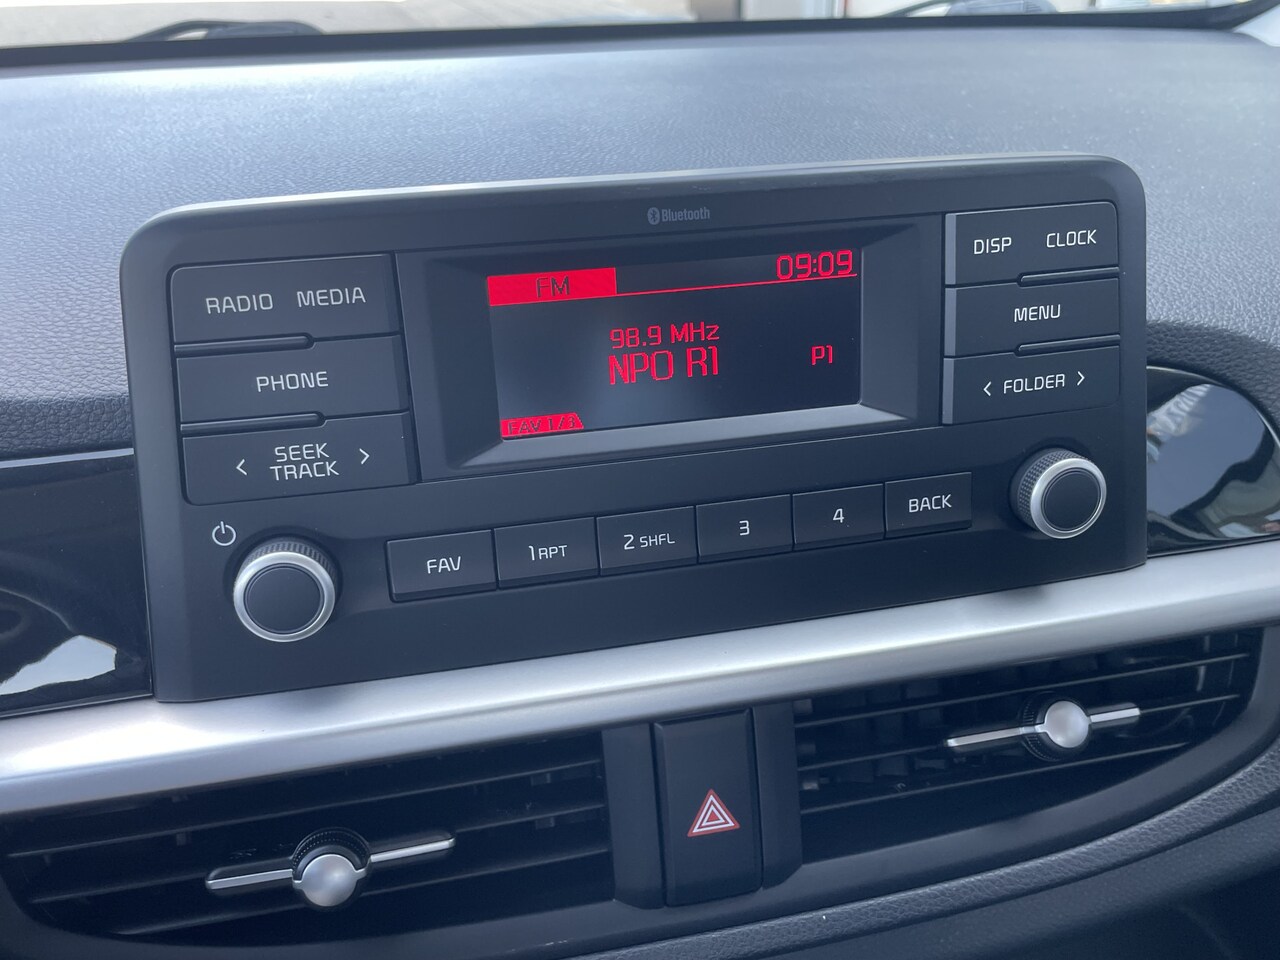 Bluetooth
RADIO MEDIA
PHONE
< SEEK TRACK >
FM 09:09
98.9 MHz
NPO R1
P1
FAV 1/3
DISP CLOCK
MENU
< FOLDER >
FAV
1 RPT
2 SHFL
3
4
BACK